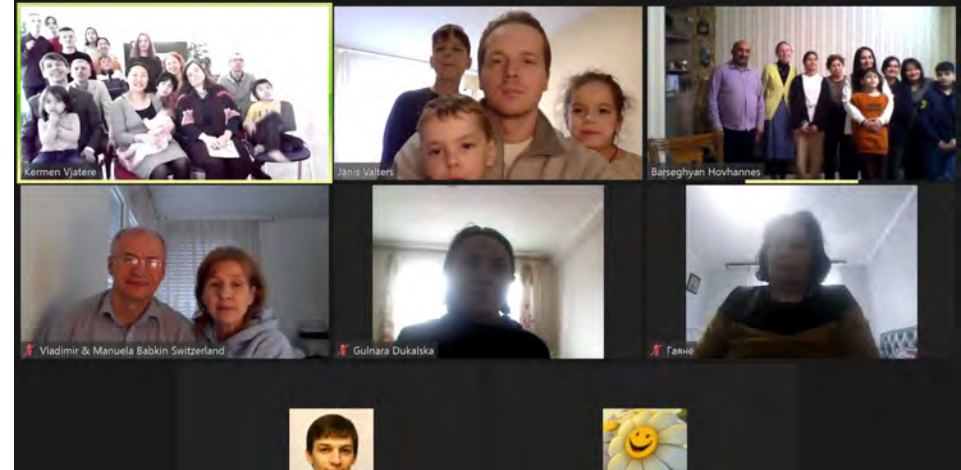 Kermen Vjatere
Jānis Valters
Barseghyan Hovhannes
Vladimir & Manuela Babkin Switzerland
Gulnara Dukalska
Гаяне